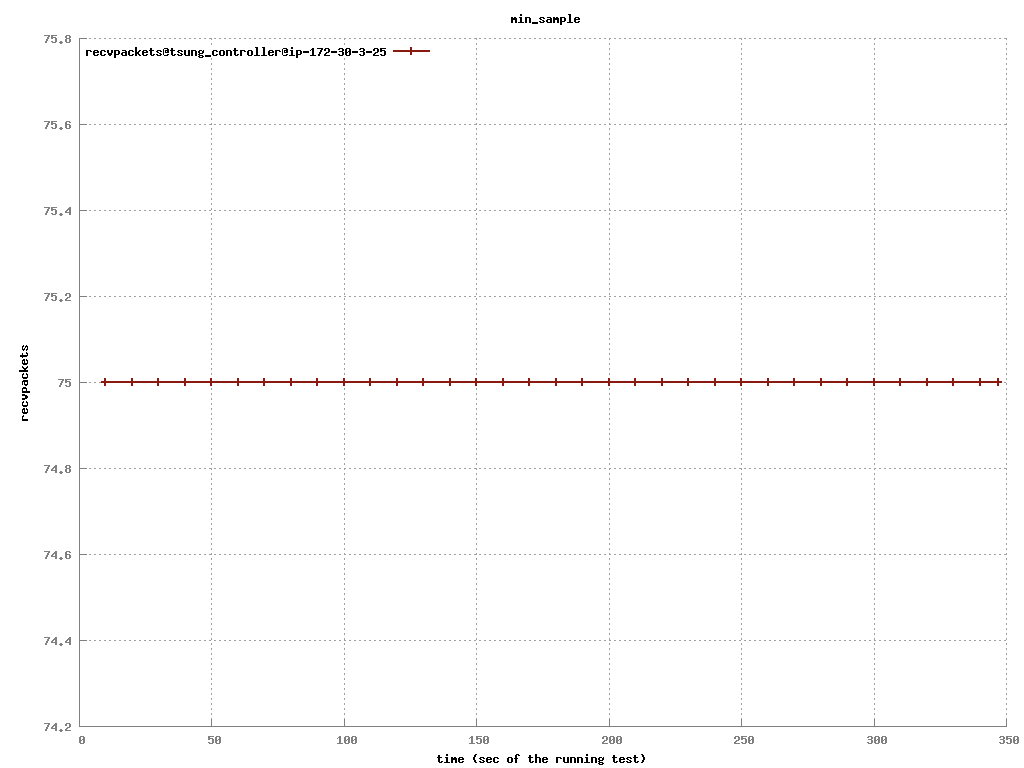 min_sample
75.8
recvpackets@tsung_controller@ip-172-30-3-25
75.6
75.4
75.2
75
74.8
74.6
74.4
74.2
recvpackets
0 50 100 150 200 250 300 350
time (sec of the running test)